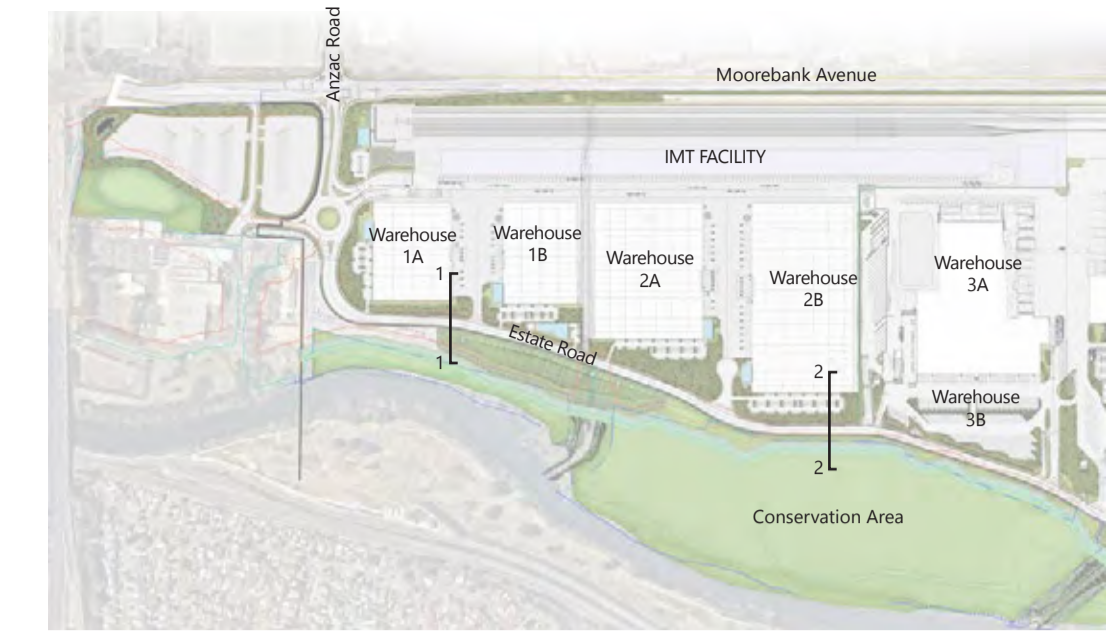 Anzac Road
Moorebank Avenue
IMT FACILITY
Warehouse
1A
Warehouse
1B
Warehouse
2A
Warehouse
2B
Warehouse
3A
1
1
Estate Road
2
2
Warehouse
3B
Conservation Area